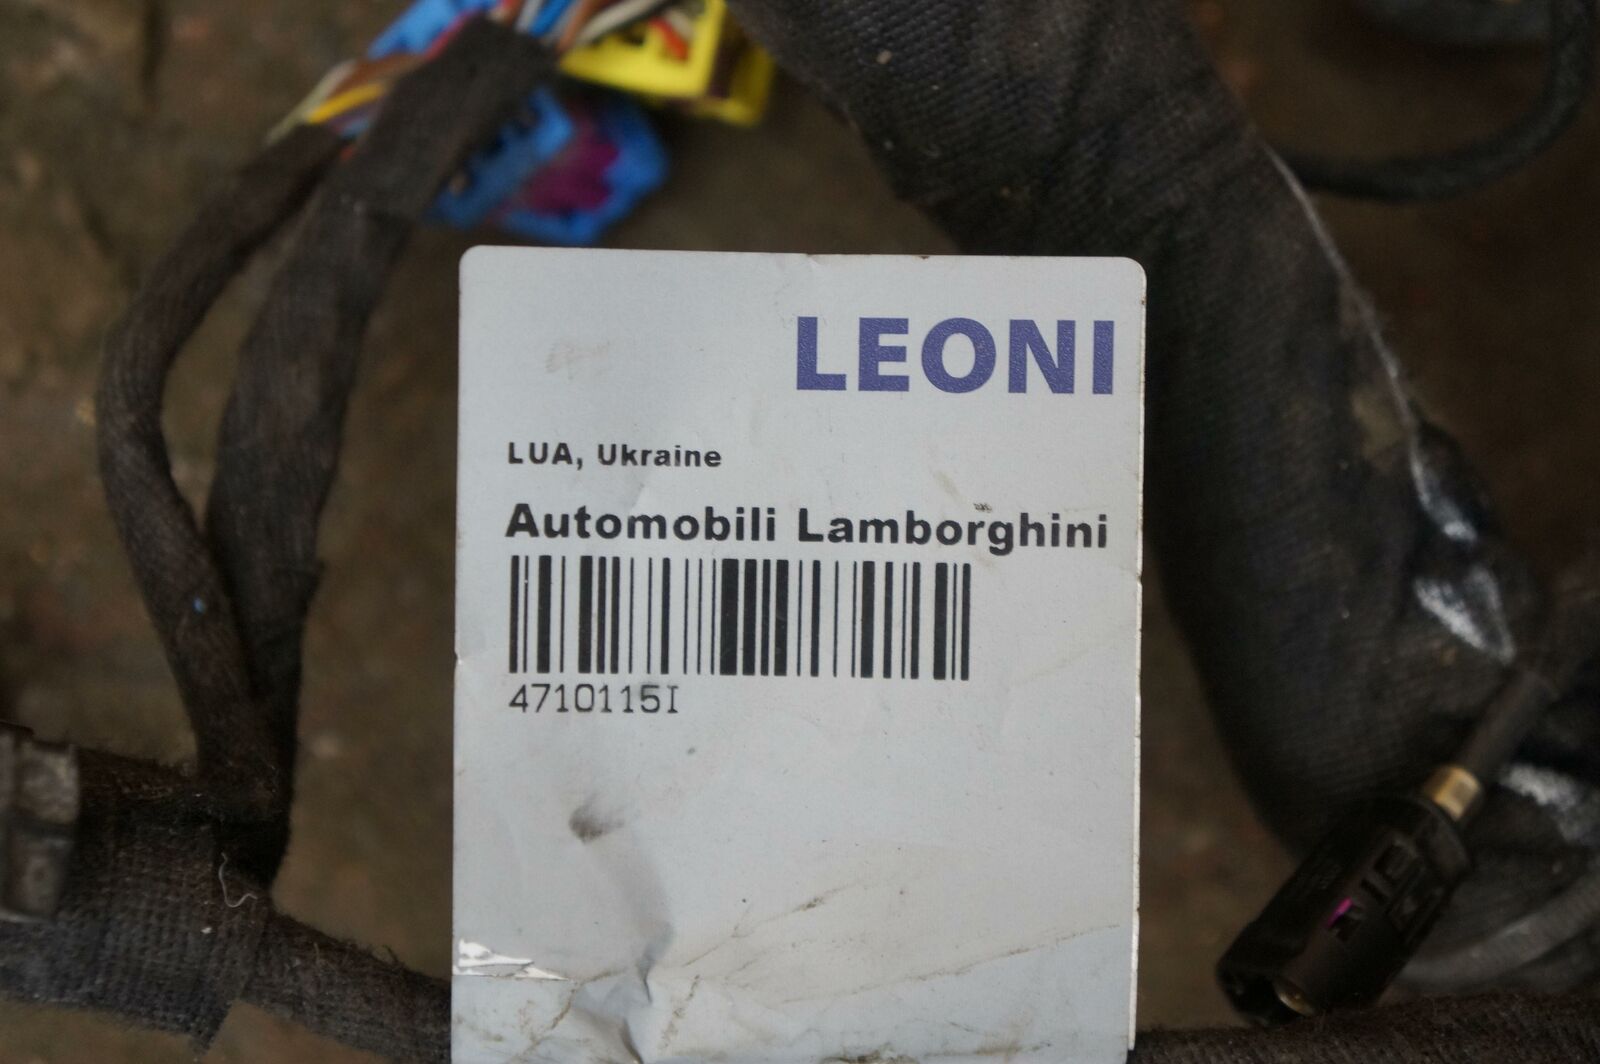 LEONI
LUA, Ukraine
Automobili Lamborghini
4710115I